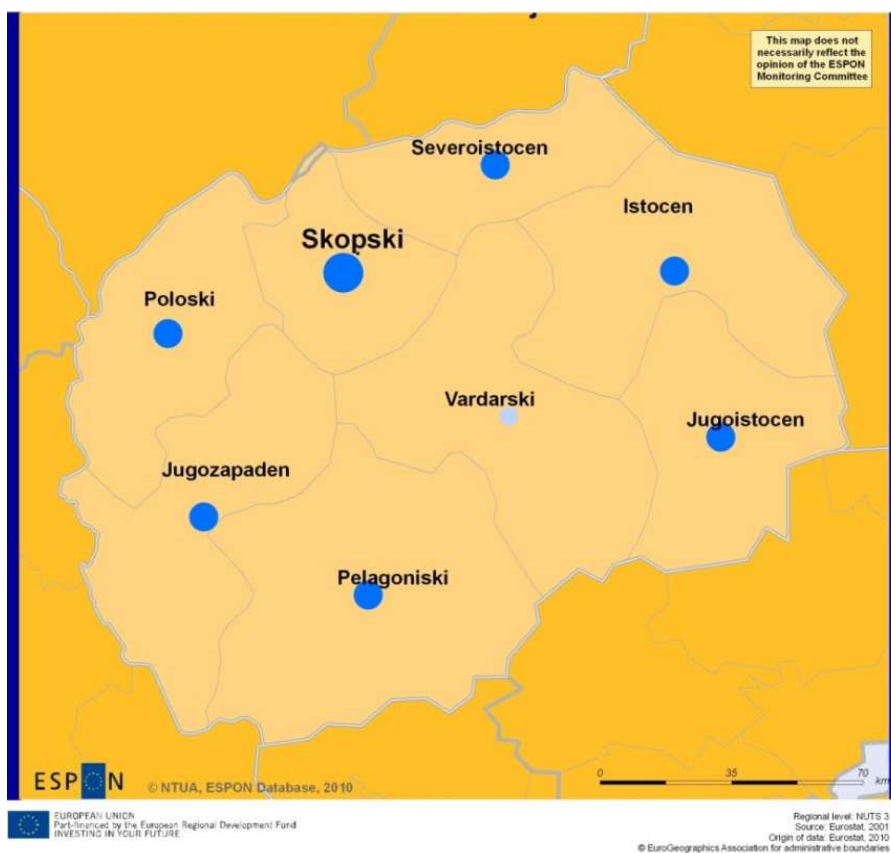 This map does not
necessarily reflect the
opinion of the ESPON
Monitoring Committee
Severoistocen
Istocen
Skopski
Poloski
Vardarski
Jugoistocen
Jugozapaden
Pelagoniski
ESPON
© NTUA, ESPON Database, 2010
0 35 70
km
EUROPEAN UNION
Part-financed by the European Regional Development Fund
INVESTING IN YOUR FUTURE
Regional level: NUTS 3
Source: Eurostat, 2001
Origin of data: Eurostat, 2010
© EuroGeographics Association for administrative boundaries